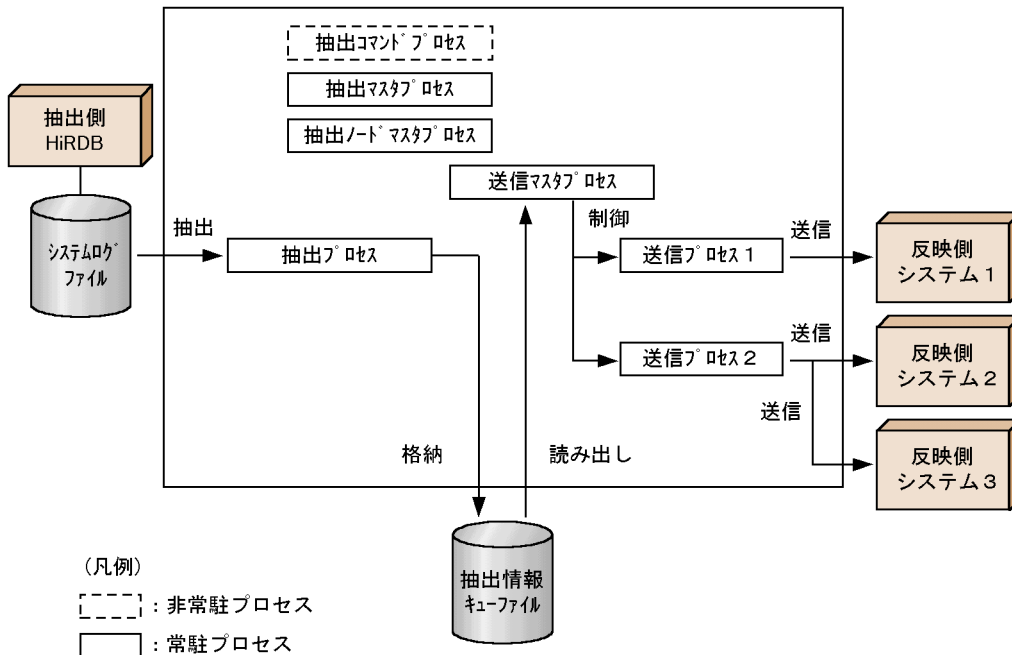 抽出コマンドプロセス
抽出マスタプロセス
抽出ノードマスタプロセス
送信マスタプロセス
抽出側
HiRDB
システムログ
ファイル
抽出
抽出プロセス
制御
送信プロセス1
送信
反映側
システム1
送信プロセス2
送信
反映側
システム2
送信
反映側
システム3
格納
読み出し
抽出情報
キューファイル
(凡例)
：非常駐プロセス
：常駐プロセス